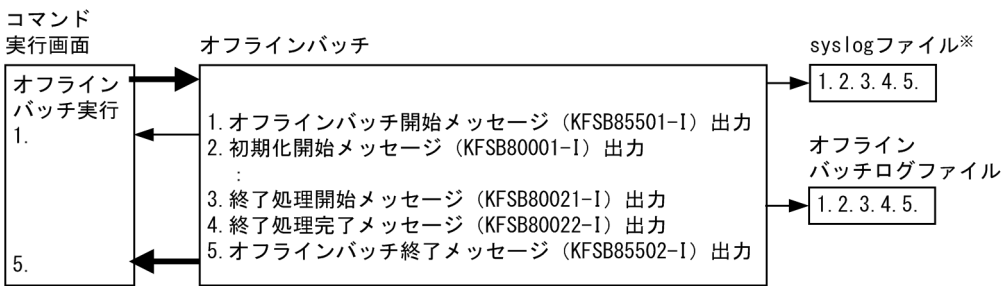 コマンド
実行画面
オフライン
バッチ実行
1.
5.
オフラインバッチ
1.オフラインバッチ開始メッセージ（KFSB85501-I）出力
2.初期化開始メッセージ（KFSB80001-I）出力
:
3.終了処理開始メッセージ（KFSB80021-I）出力
4.終了処理完了メッセージ（KFSB80022-I）出力
5.オフラインバッチ終了メッセージ（KFSB85502-I）出力
syslogファイル※
1.2.3.4.5.
オフライン
バッチログファイル
1.2.3.4.5.